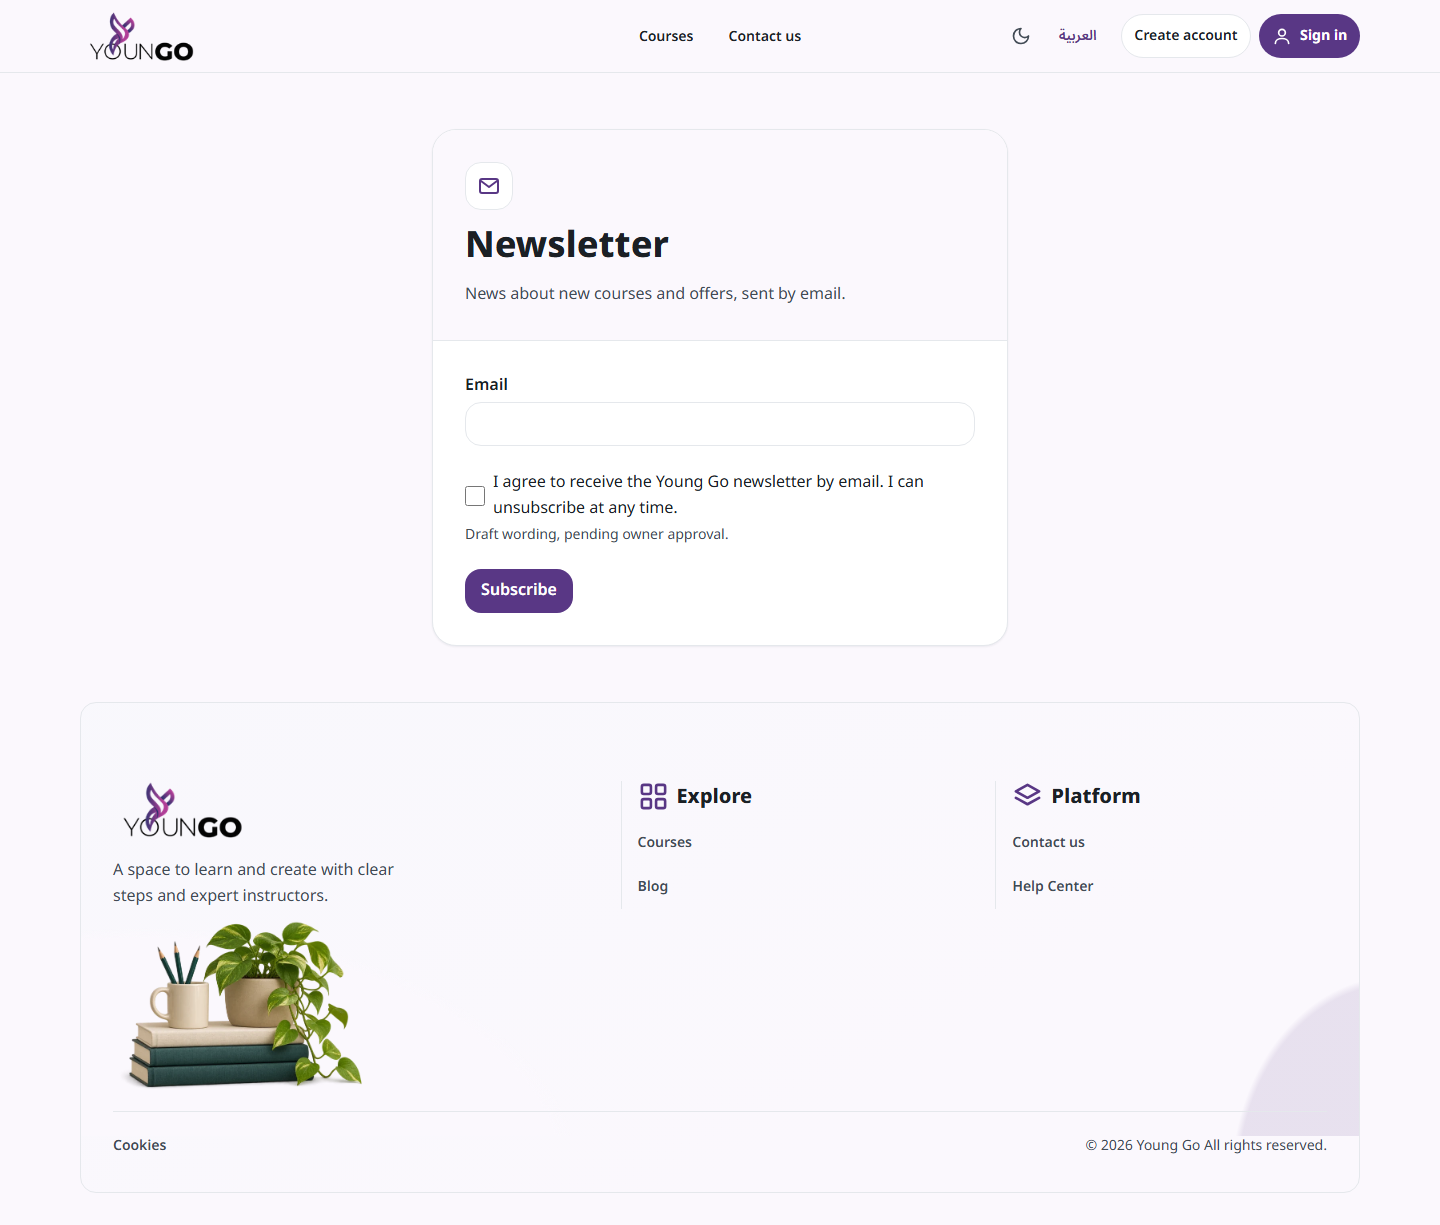 YOUNGO
Courses
Contact us
العربية
Create account
Sign in
Newsletter
News about new courses and offers, sent by email.
Email
I agree to receive the Young Go newsletter by email. I can
unsubscribe at any time.
Draft wording, pending owner approval.
Subscribe
YOUNGO
A space to learn and create with clear
steps and expert instructors.
Explore
Courses
Blog
Platform
Contact us
Help Center
Cookies
© 2026 Young Go All rights reserved.